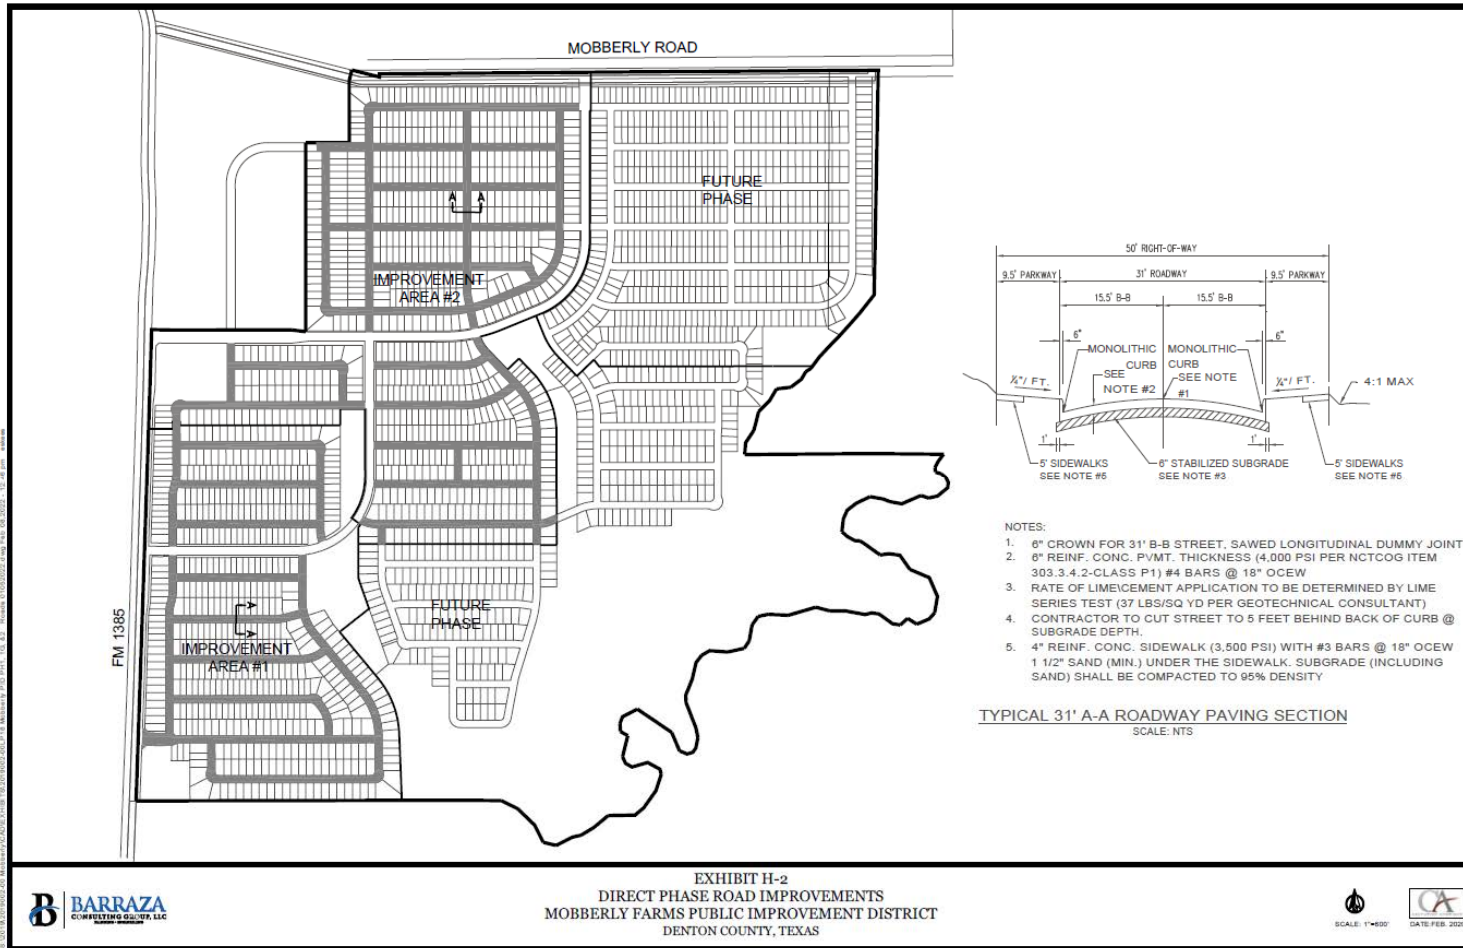 MOBBERLY ROAD
FUTURE
PHASE
A A
IMPROVEMENT
AREA #2
FM 1385
A
A
IMPROVEMENT
AREA #1
FUTURE
PHASE
50' RIGHT-OF-WAY
9.5' PARKWAY 31' ROADWAY 9.5' PARKWAY
15.5' B-B 15.5' B-B
6" 6"
MONOLITHIC
CURB
MONOLITHIC
CURB
SEE
NOTE #2
SEE NOTE
#1
¼"/ FT. ¼"/ FT. 4:1 MAX
1' 1'
5' SIDEWALKS
SEE NOTE #5
6" STABILIZED SUBGRADE
SEE NOTE #3
5' SIDEWALKS
SEE NOTE #5
NOTES:
1. 6" CROWN FOR 31' B-B STREET, SAWED LONGITUDINAL DUMMY JOINT
2. 6" REINF. CONC. PVMT. THICKNESS (4,000 PSI PER NCTCOG ITEM
303.3.4.2-CLASS P1) #4 BARS @ 18" OCEW
3. RATE OF LIME\CEMENT APPLICATION TO BE DETERMINED BY LIME
SERIES TEST (37 LBS/SQ YD PER GEOTECHNICAL CONSULTANT)
4. CONTRACTOR TO CUT STREET TO 5 FEET BEHIND BACK OF CURB @
SUBGRADE DEPTH.
5. 4" REINF. CONC. SIDEWALK (3,500 PSI) WITH #3 BARS @ 18" OCEW
1 1/2" SAND (MIN.) UNDER THE SIDEWALK. SUBGRADE (INCLUDING
SAND) SHALL BE COMPACTED TO 95% DENSITY
TYPICAL 31' A-A ROADWAY PAVING SECTION
SCALE: NTS
B BARRAZA
CONSULTING GROUP, LLC
EXHIBIT H-2
DIRECT PHASE ROAD IMPROVEMENTS
MOBBERLY FARMS PUBLIC IMPROVEMENT DISTRICT
DENTON COUNTY, TEXAS
SCALE: 1"=600'
DATE:FEB. 202